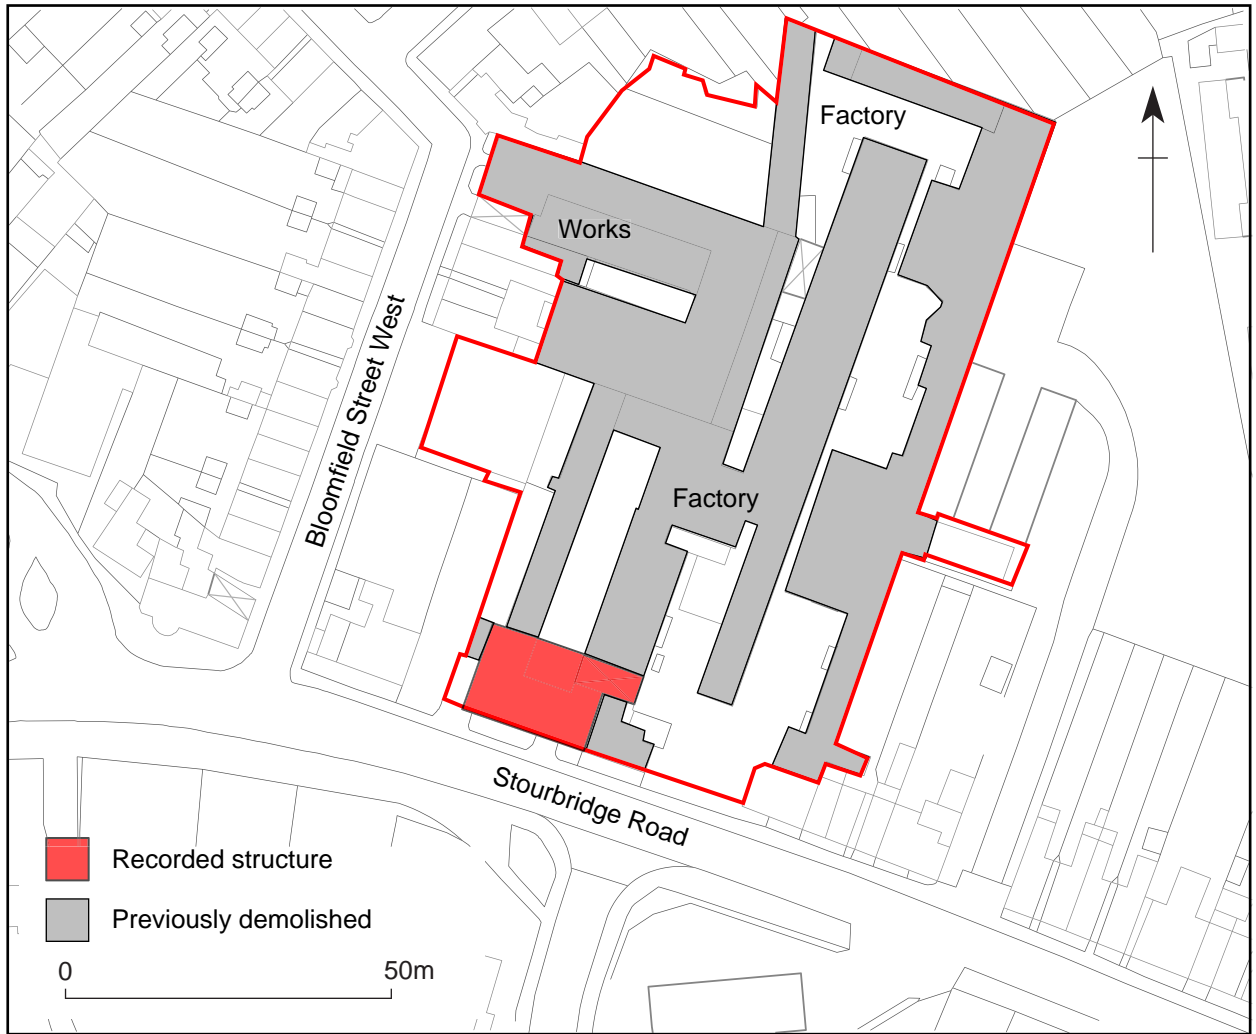 Factory
Works
Bloomfield Street West
Factory
Stourbridge Road
Recorded structure
Previously demolished
0 50m